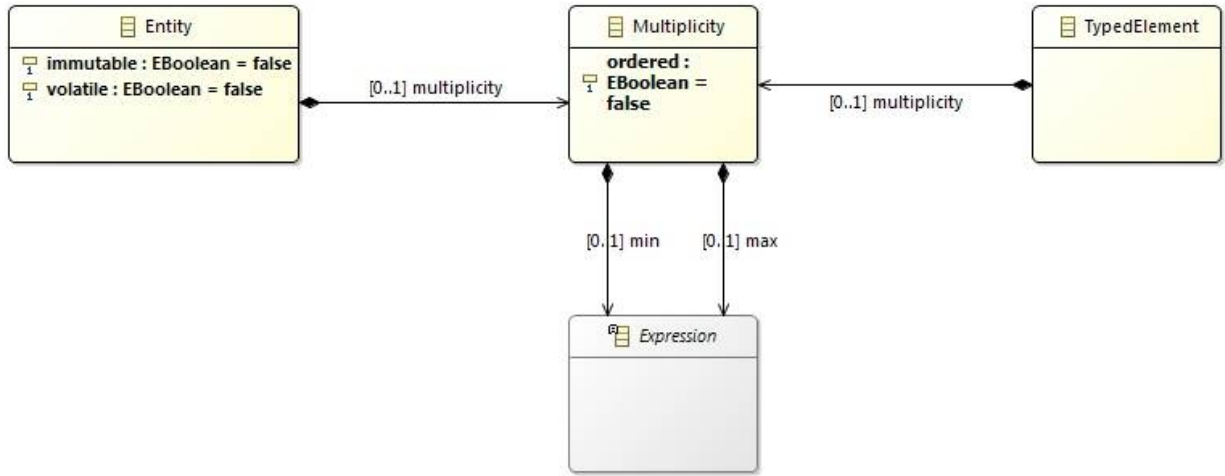 Entity
immutable : EBoolean = false
volatile : EBoolean = false
[0..1] multiplicity
Multiplicity
ordered :
EBoolean =
false
[0..1] multiplicity
TypedElement
[0..1] min
[0..1] max
Expression